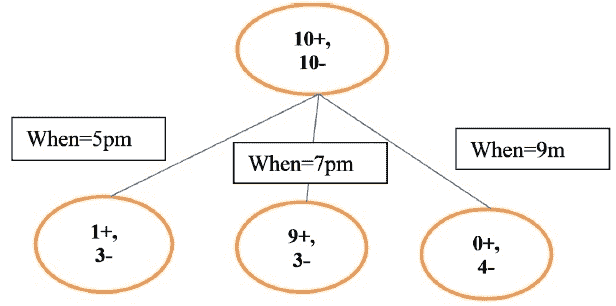 10+,
10-
When=5pm
When=7pm
When=9m
1+,
3-
9+,
3-
0+,
4-